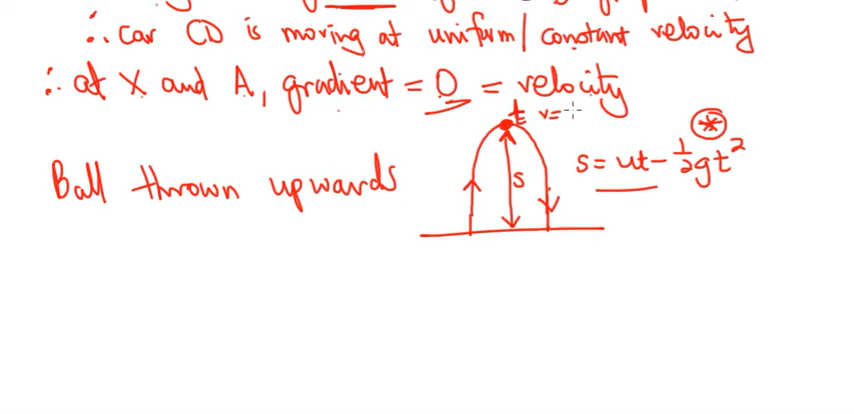 ∴ car CD is moving at uniform/constant velocity
∴ at X and A, gradient = 0 = velocity
t v=
Ball thrown upwards
s
s = ut - ½gt²